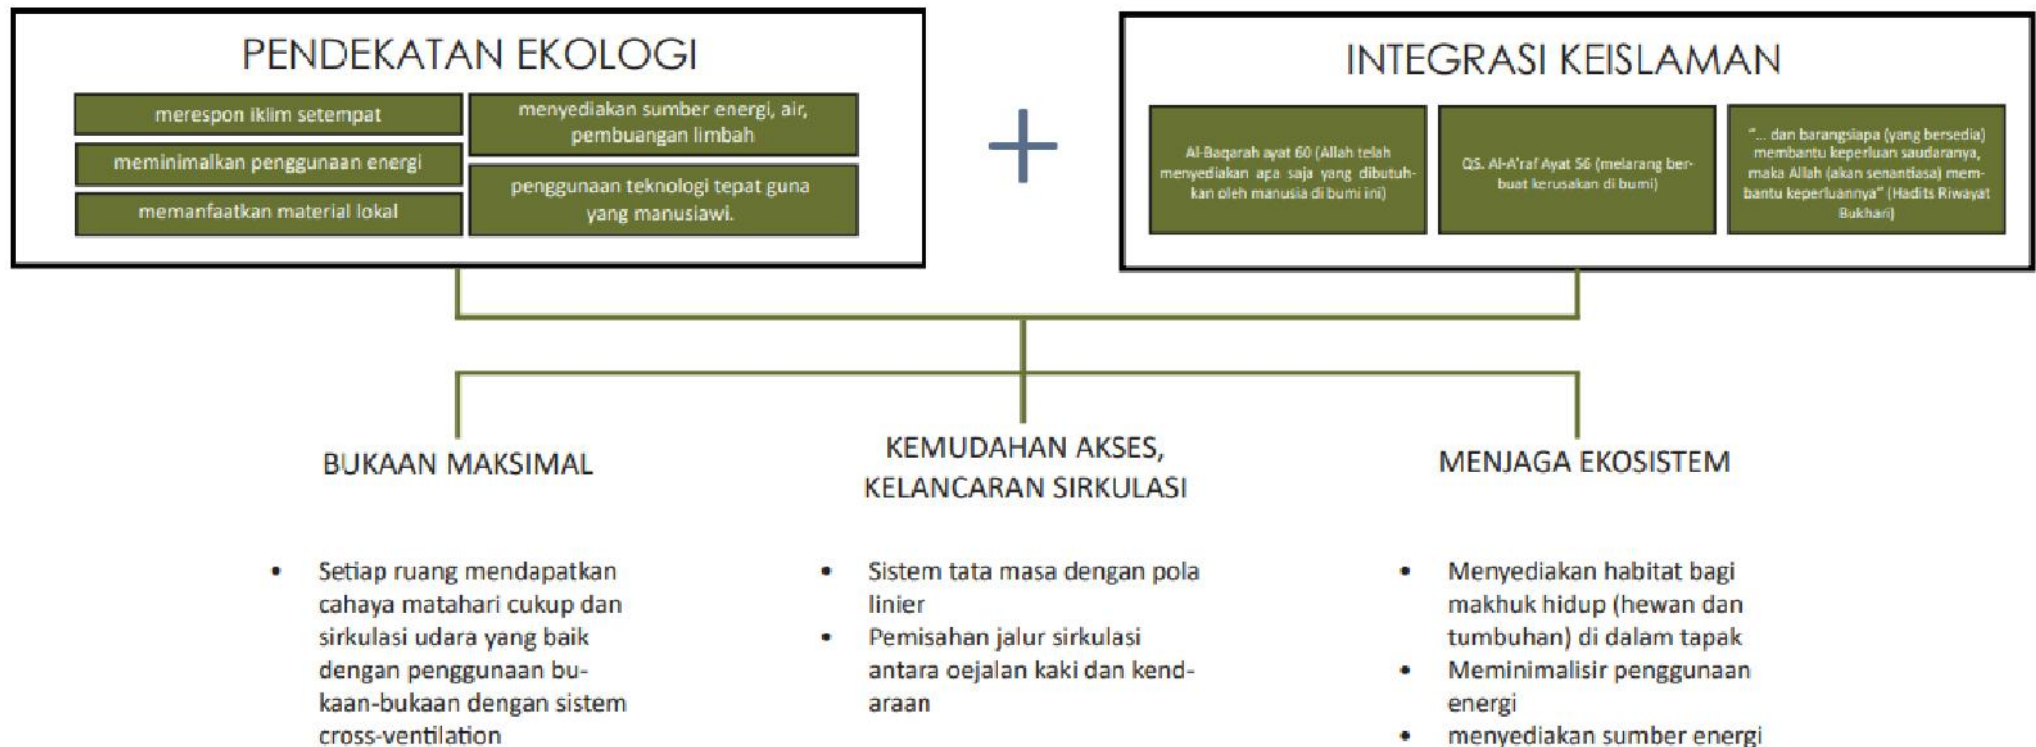 PENDEKATAN EKOLOGI
merespon iklim setempat
meminimalkan penggunaan energi
memanfaatkan material lokal
menyediakan sumber energi, air,
pembuangan limbah
penggunaan teknologi tepat guna
yang manusiawi.
+
INTEGRASI KEISLAMAN
Al-Baqarah ayat 60 (Allah telah
menyediakan apa saja yang dibutuh-
kan oleh manusia di bumi ini)
QS. Al-A'raf Ayat 56 (melarang ber-
buat kerusakan di bumi)
"... dan barangsiapa (yang bersedia)
membantu keperluan saudaranya,
maka Allah (akan senantiasa) mem-
bantu keperluannya" (Hadits Riwayat
Bukhari)
BUKAAN MAKSIMAL
• Setiap ruang mendapatkan
cahaya matahari cukup dan
sirkulasi udara yang baik
dengan penggunaan bu-
kaan-bukaan dengan sistem
cross-ventilation
KEMUDAHAN AKSES,
KELANCARAN SIRKULASI
• Sistem tata masa dengan pola
linier
• Pemisahan jalur sirkulasi
antara oejalan kaki dan kend-
araan
MENJAGA EKOSISTEM
• Menyediakan habitat bagi
makhuk hidup (hewan dan
tumbuhan) di dalam tapak
• Meminimalisir penggunaan
energi
• menyediakan sumber energi